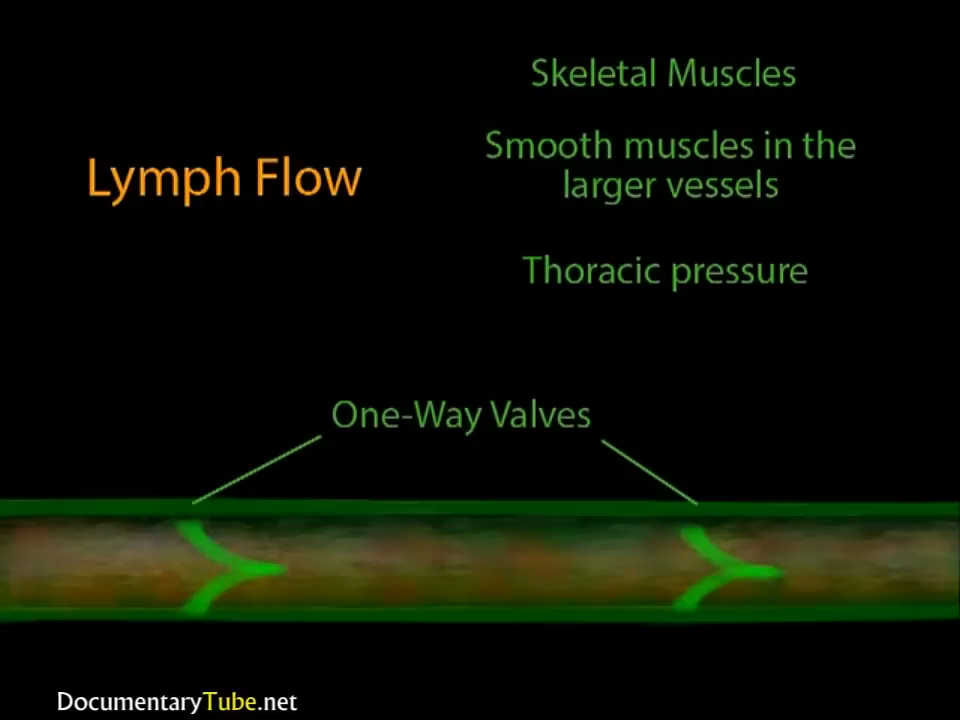 Lymph Flow
Skeletal Muscles
Smooth muscles in the
larger vessels
Thoracic pressure
One-Way Valves
DocumentaryTube.net